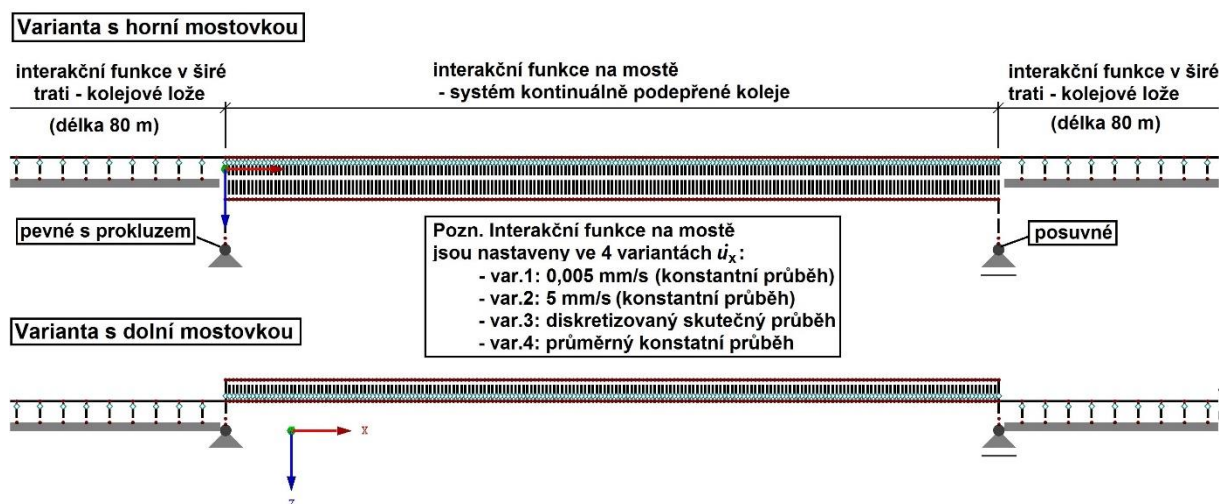 Varianta s horní mostovkou
interakční funkce v širé
trati - kolejové lože
(délka 80 m)
interakční funkce na mostě
- systém kontinuálně podepřené koleje
interakční funkce v širé
trati - kolejové lože
(délka 80 m)
pevné s prokluzem
Pozn. Interakční funkce na mostě
jsou nastaveny ve 4 variantách u̇x:
- var.1: 0,005 mm/s (konstantní průběh)
- var.2: 5 mm/s (konstantní průběh)
- var.3: diskretizovaný skutečný průběh
- var.4: průměrný konstatní průběh
posuvné
Varianta s dolní mostovkou
X
Z